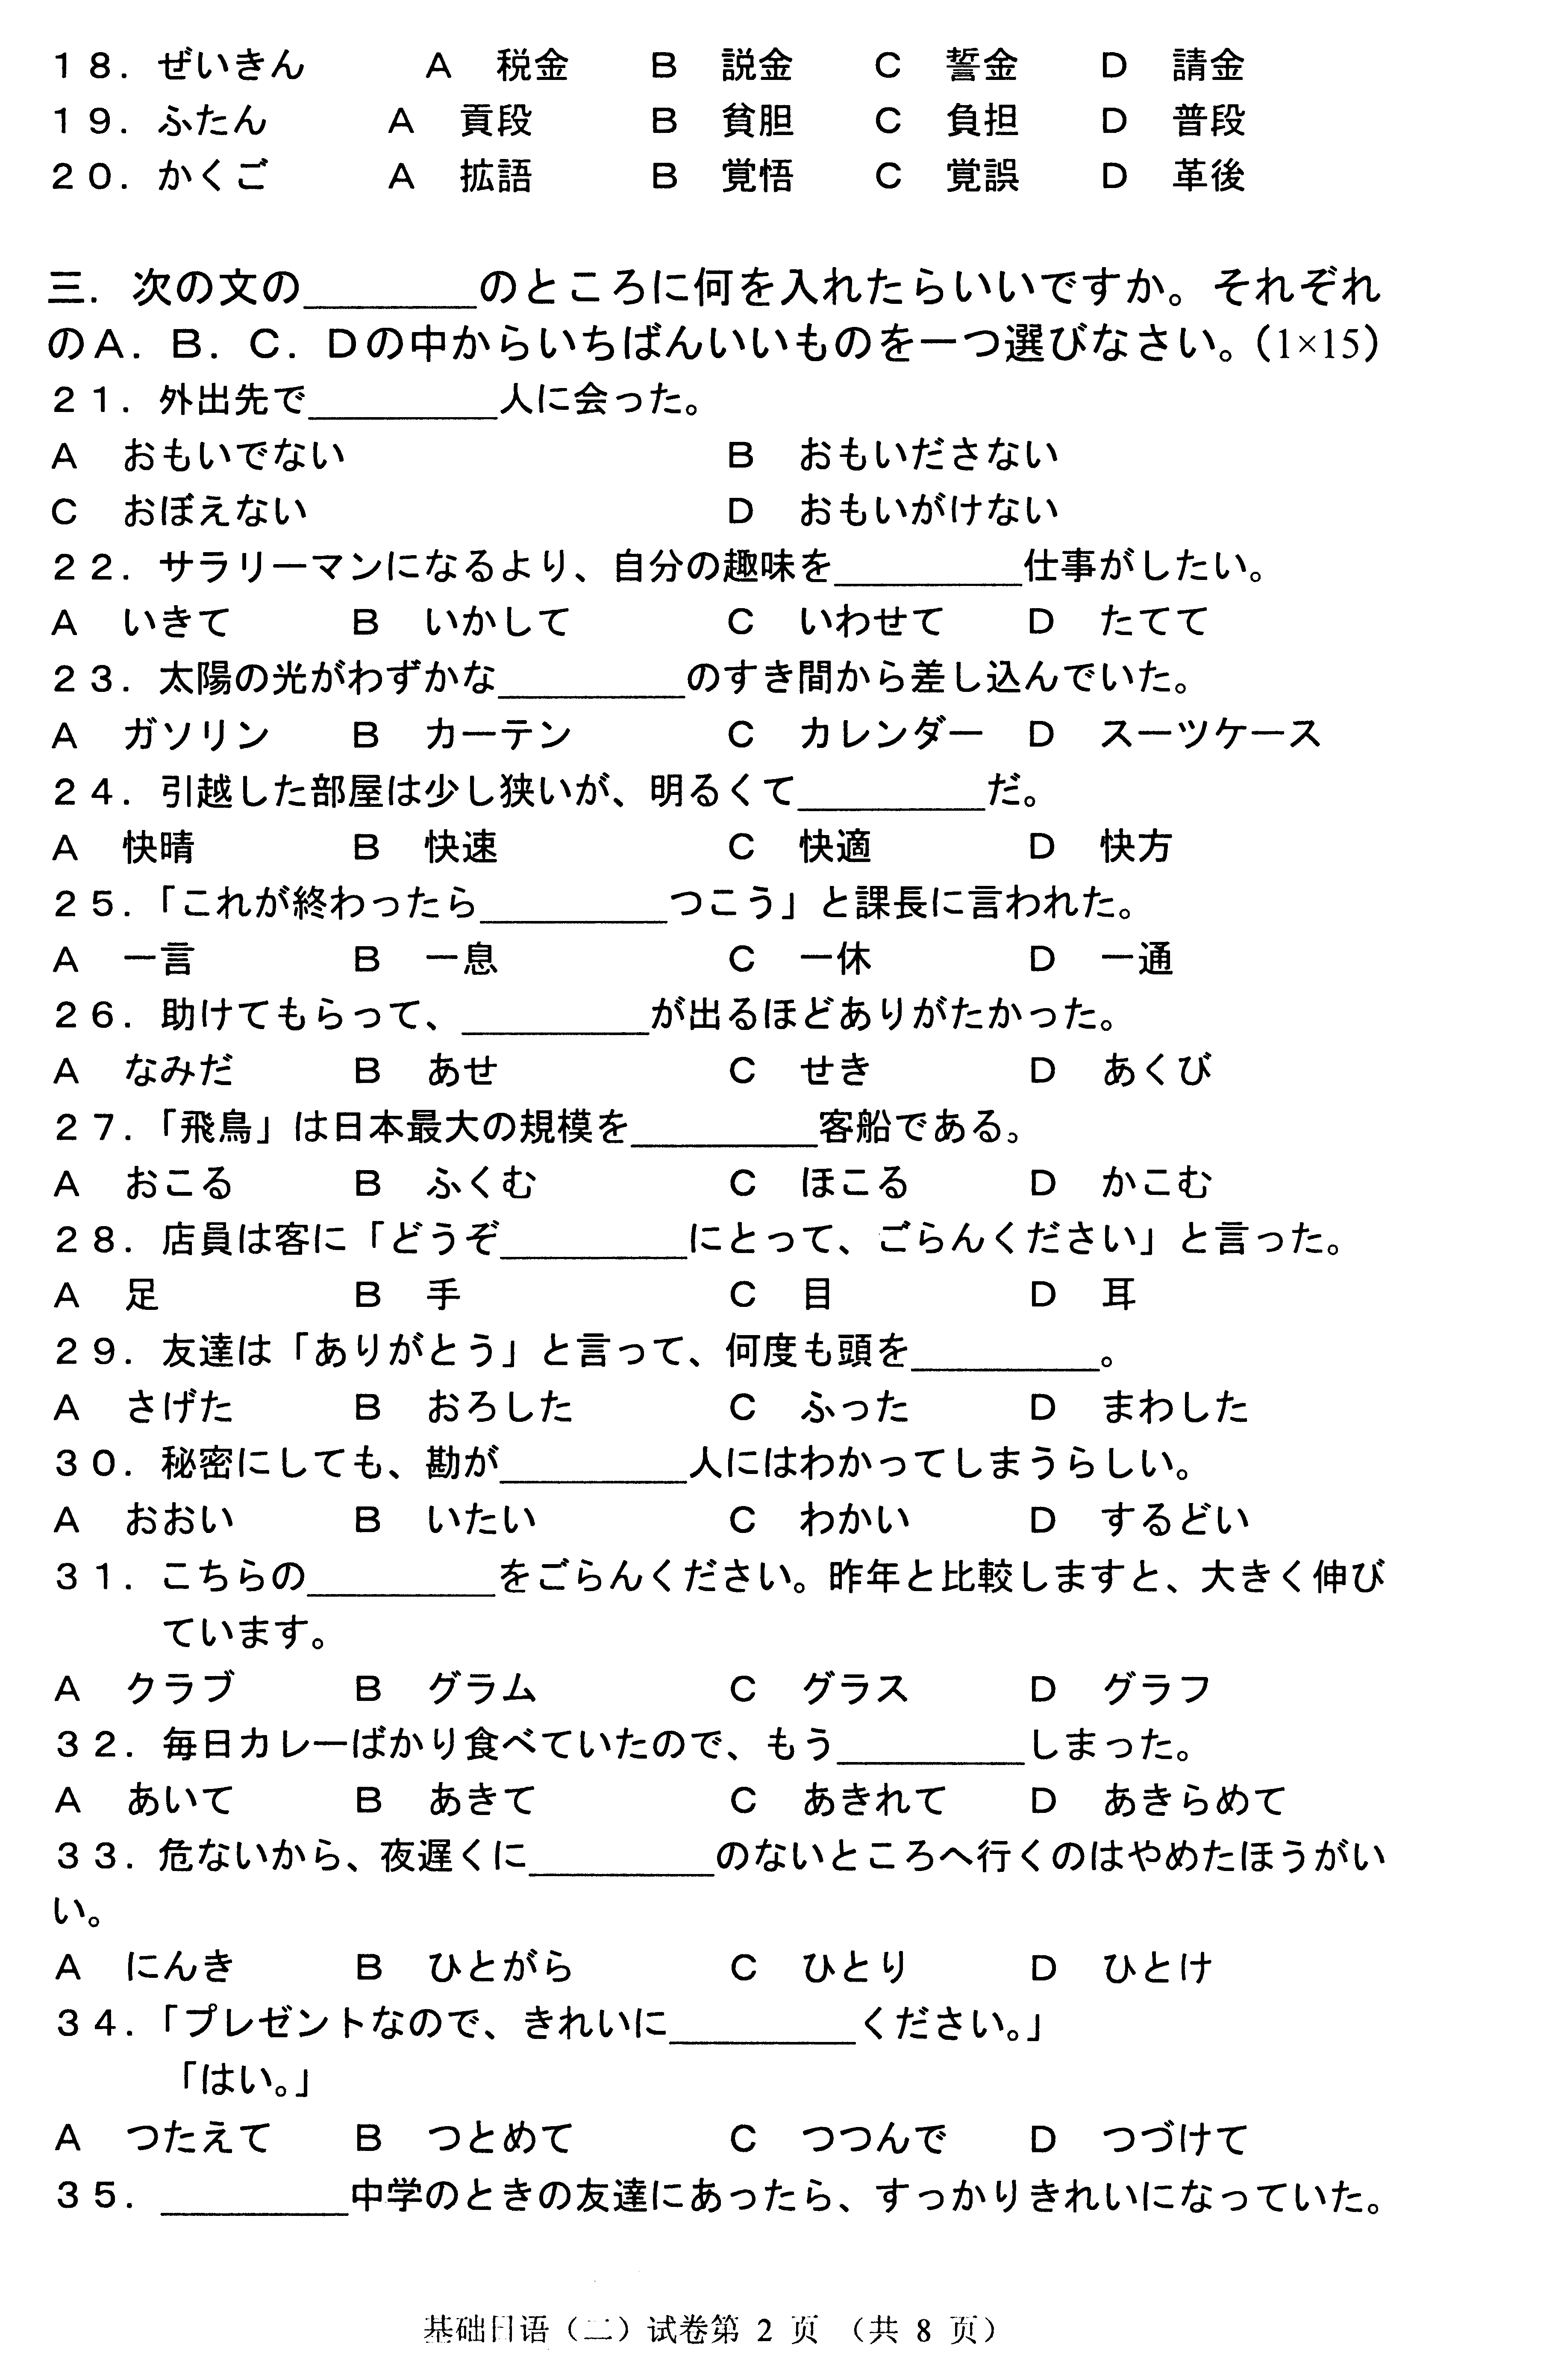 １８．ぜいきん　A　税金　B　説金　C　誓金　D　請金
１９．ふたん　A　貢段　B　貧胆　C　負担　D　普段
２０．かくご　A　拡語　B　覚悟　C　覚誤　D　革後
三．次の文の________のところに何を入れたらいいですか。それぞれ
のA．B．C．Dの中からいちばんいいものを一つ選びなさい。（1×15）
２１．外出先で________人に会った。
A　おもいでない　B　おもいださない
C　おぼえない　D　おもいがけない
２２．サラリーマンになるより、自分の趣味を________仕事がしたい。
A　いきて　B　いかして　C　いわせて　D　たてて
２３．太陽の光がわずかな________のすき間から差し込んでいた。
A　ガソリン　B　カーテン　C　カレンダー　D　スーツケース
２４．引越した部屋は少し狭いが、明るくて________だ。
A　快晴　B　快速　C　快適　D　快方
２５．「これが終わったら________つこう」と課長に言われた。
A　一言　B　一息　C　一休　D　一通
２６．助けてもらって、________が出るほどありがたかった。
A　なみだ　B　あせ　C　せき　D　あくび
２７．「飛鳥」は日本最大の規模を________客船である。
A　おこる　B　ふくむ　C　ほこる　D　かこむ
２８．店員は客に「どうぞ________にとって、ごらんください」と言った。
A　足　B　手　C　目　D　耳
２９．友達は「ありがとう」と言って、何度も頭を________。
A　さげた　B　おろした　C　ふった　D　まわした
３０．秘密にしても、勘が________人にはわかってしまうらしい。
A　おおい　B　いたい　C　わかい　D　するどい
３１．こちらの________をごらんください。昨年と比較しますと、大きく伸び
ています。
A　クラブ　B　グラム　C　グラス　D　グラフ
３２．毎日カレーばかり食べていたので、もう________しまった。
A　あいて　B　あきて　C　あきれて　D　あきらめて
３３．危ないから、夜遅くに________のないところへ行くのはやめたほうがい
い。
A　にんき　B　ひとがら　C　ひとり　D　ひとけ
３４．「プレゼントなので、きれいに________ください。」
「はい。」
A　つたえて　B　つとめて　C　つつんで　D　つづけて
３５．________中学のときの友達にあったら、すっかりきれいになっていた。
基础日语（二）试卷第 2 页 （共 8 页）